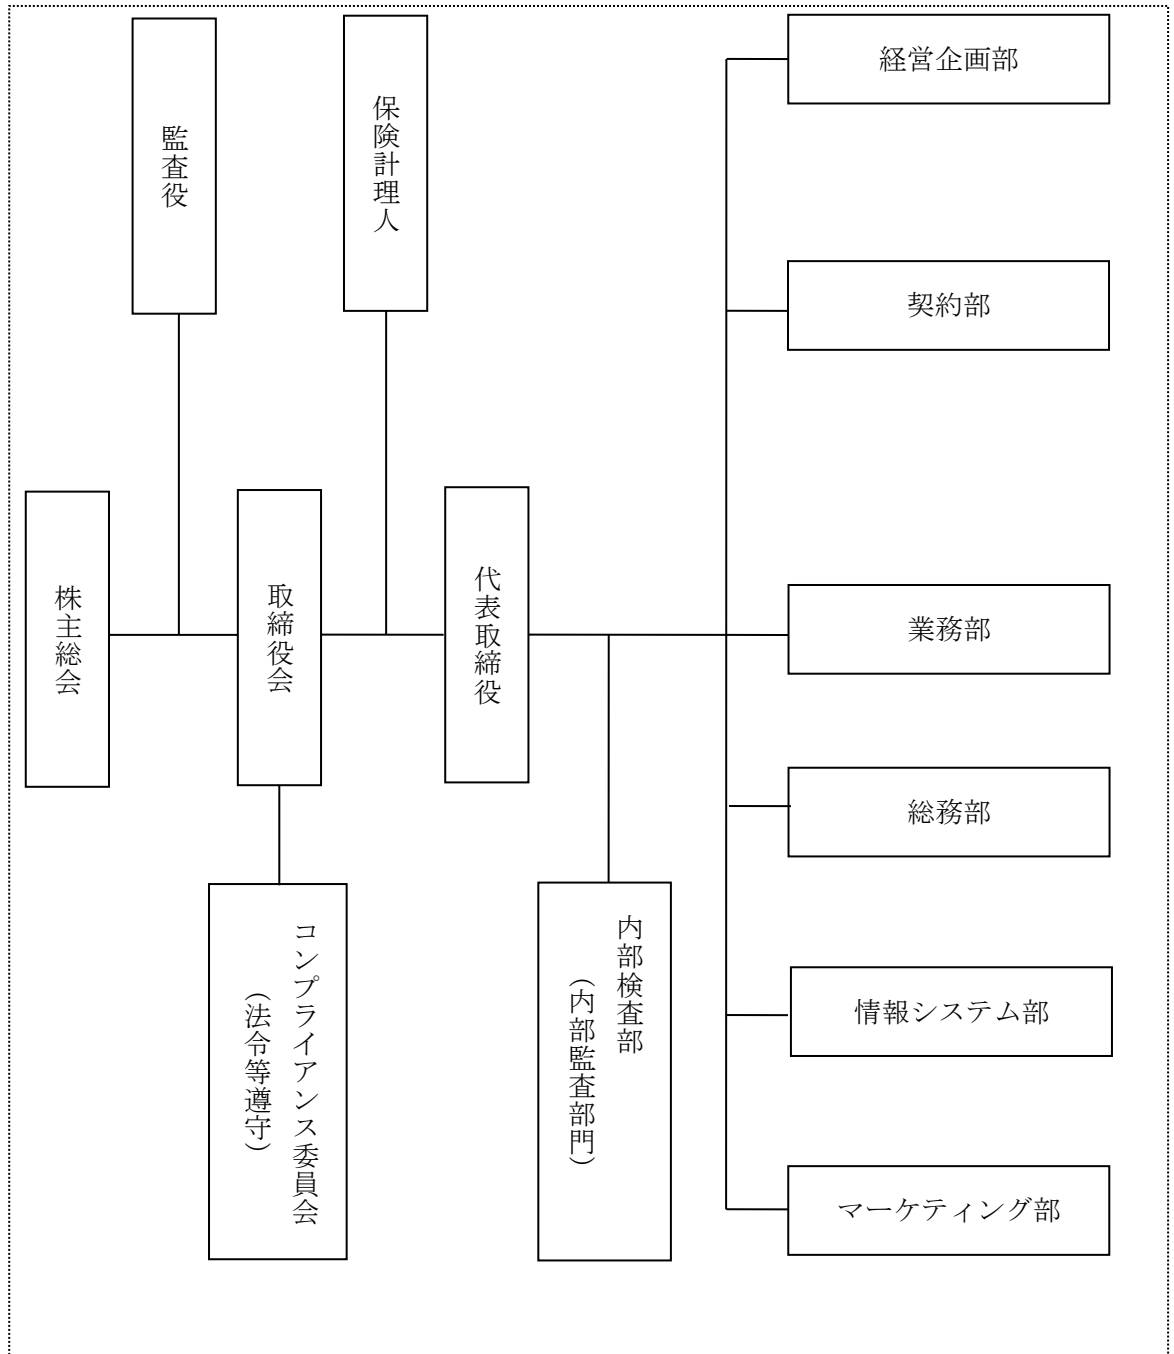 監査役
保険計理人
株主総会
取締役会
代表取締役
コンプライアンス委員会
(法令等遵守)
内部検査部
(内部監査部門)
経営企画部
契約部
業務部
総務部
情報システム部
マーケティング部